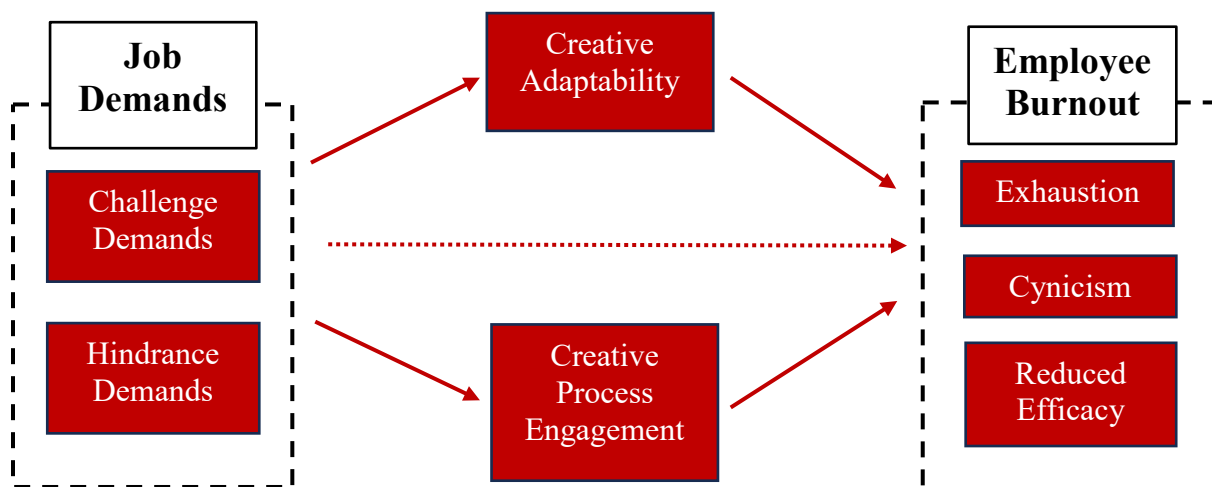 Job
Demands
Challenge
Demands
Hindrance
Demands
Creative
Adaptability
Creative
Process
Engagement
Employee
Burnout
Exhaustion
Cynicism
Reduced
Efficacy